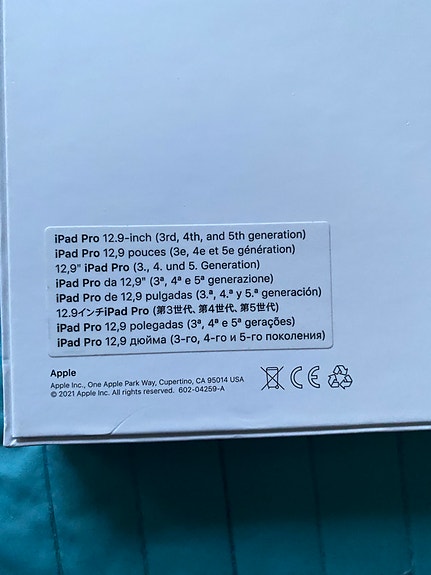 iPad Pro 12.9-inch (3rd, 4th, and 5th generation)
iPad Pro 12,9 pouces (3e, 4e et 5e génération)
12,9" iPad Pro (3., 4. und 5. Generation)
iPad Pro da 12,9" (3ª, 4ª e 5ª generazione)
iPad Pro de 12,9 pulgadas (3.ª, 4.ª y 5.ª generación)
12.9インチiPad Pro (第3世代、第4世代、第5世代)
iPad Pro 12,9 polegadas (3ª, 4ª e 5ª gerações)
iPad Pro 12,9 дюйма (3-го, 4-го и 5-го поколения)
Apple
Apple Inc., One Apple Park Way, Cupertino, CA 95014 USA
© 2021 Apple Inc. All rights reserved. 602-04259-A
CE